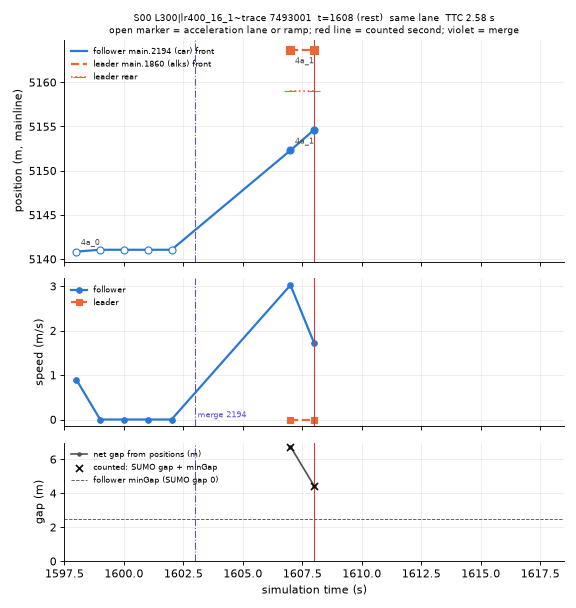 S00 L300|lr400_16_1~trace 7493001  t=1608 (rest)  same lane  TTC 2.58 s
open marker = acceleration lane or ramp; red line = counted second; violet = merge
follower main.2194 (car) front
leader main.1860 (alks) front
leader rear
4a_1
4a_1
4a_0
position (m, mainline)
5160
5155
5150
5145
5140
follower
leader
merge 2194
speed (m/s)
3
2
1
0
net gap from positions (m)
counted: SUMO gap + minGap
follower minGap (SUMO gap 0)
gap (m)
6
4
2
0
1597.5 1600.0 1602.5 1605.0 1607.5 1610.0 1612.5 1615.0 1617.5
simulation time (s)